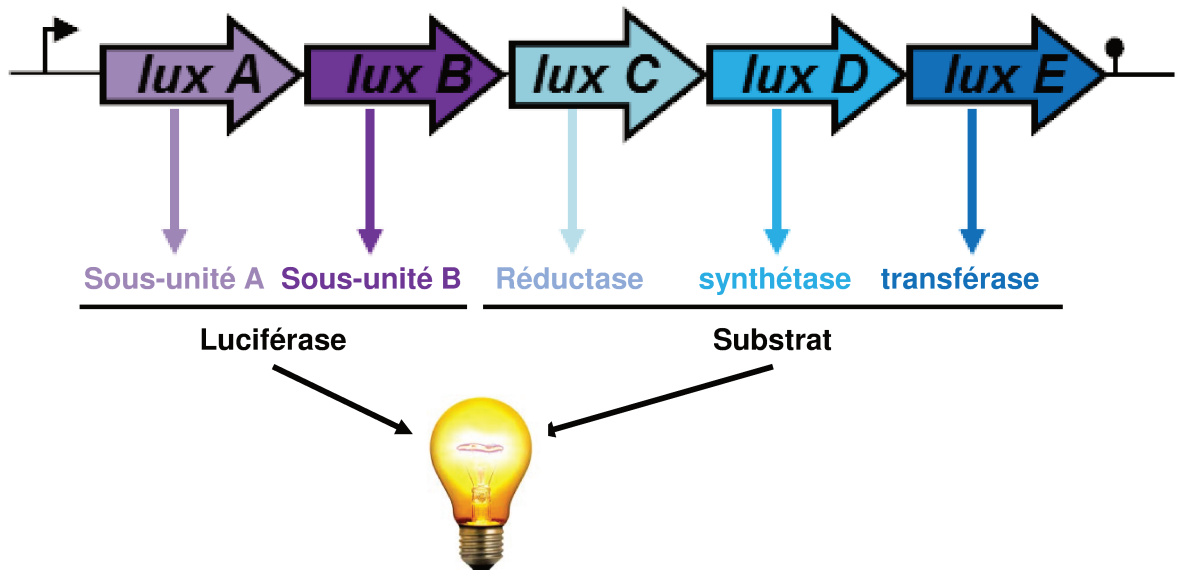 lux A lux B lux C lux D lux E
Sous-unité A Sous-unité B Réductase synthétase transférase
Luciférase Substrat